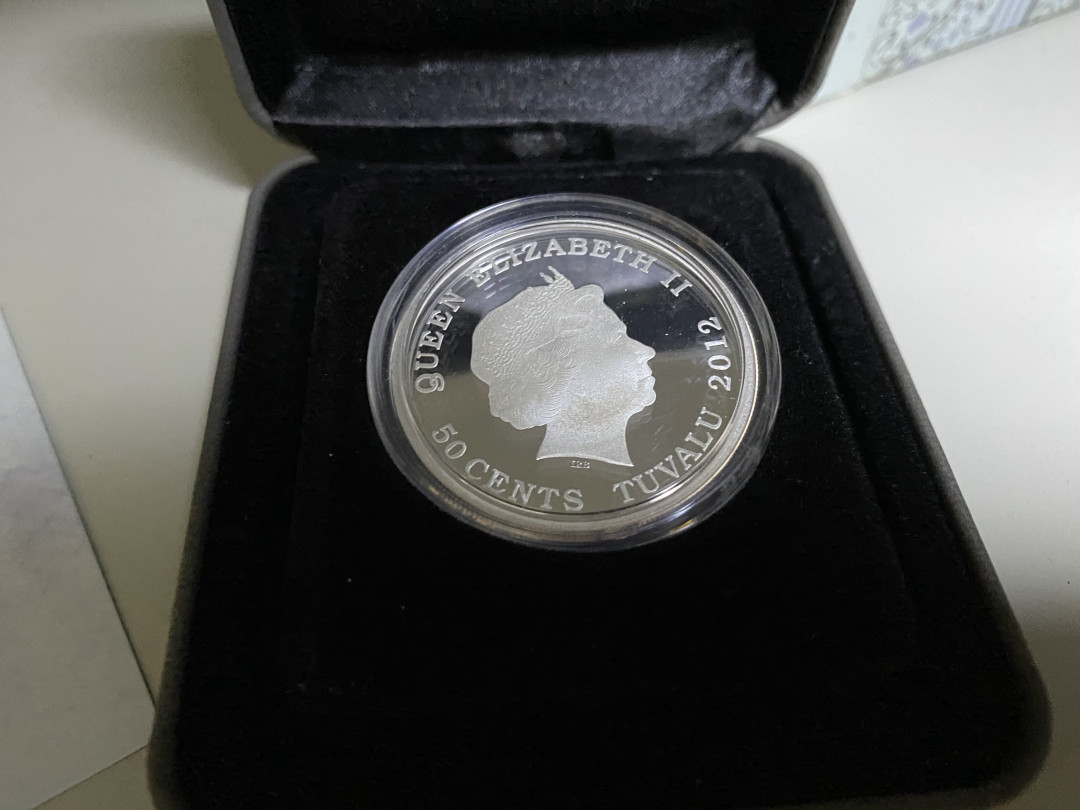 QUEEN ELIZABETH II
50 CENTS TUVALU 2012
IRB